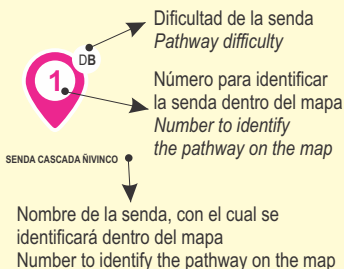 Dificultad de la senda
Pathway difficulty
DB
1
Número para identificar
la senda dentro del mapa
Number to identify
the pathway on the map
SENDA CASCADA ÑIVINCO
Nombre de la senda, con el cual se
identificará dentro del mapa
Number to identify the pathway on the map